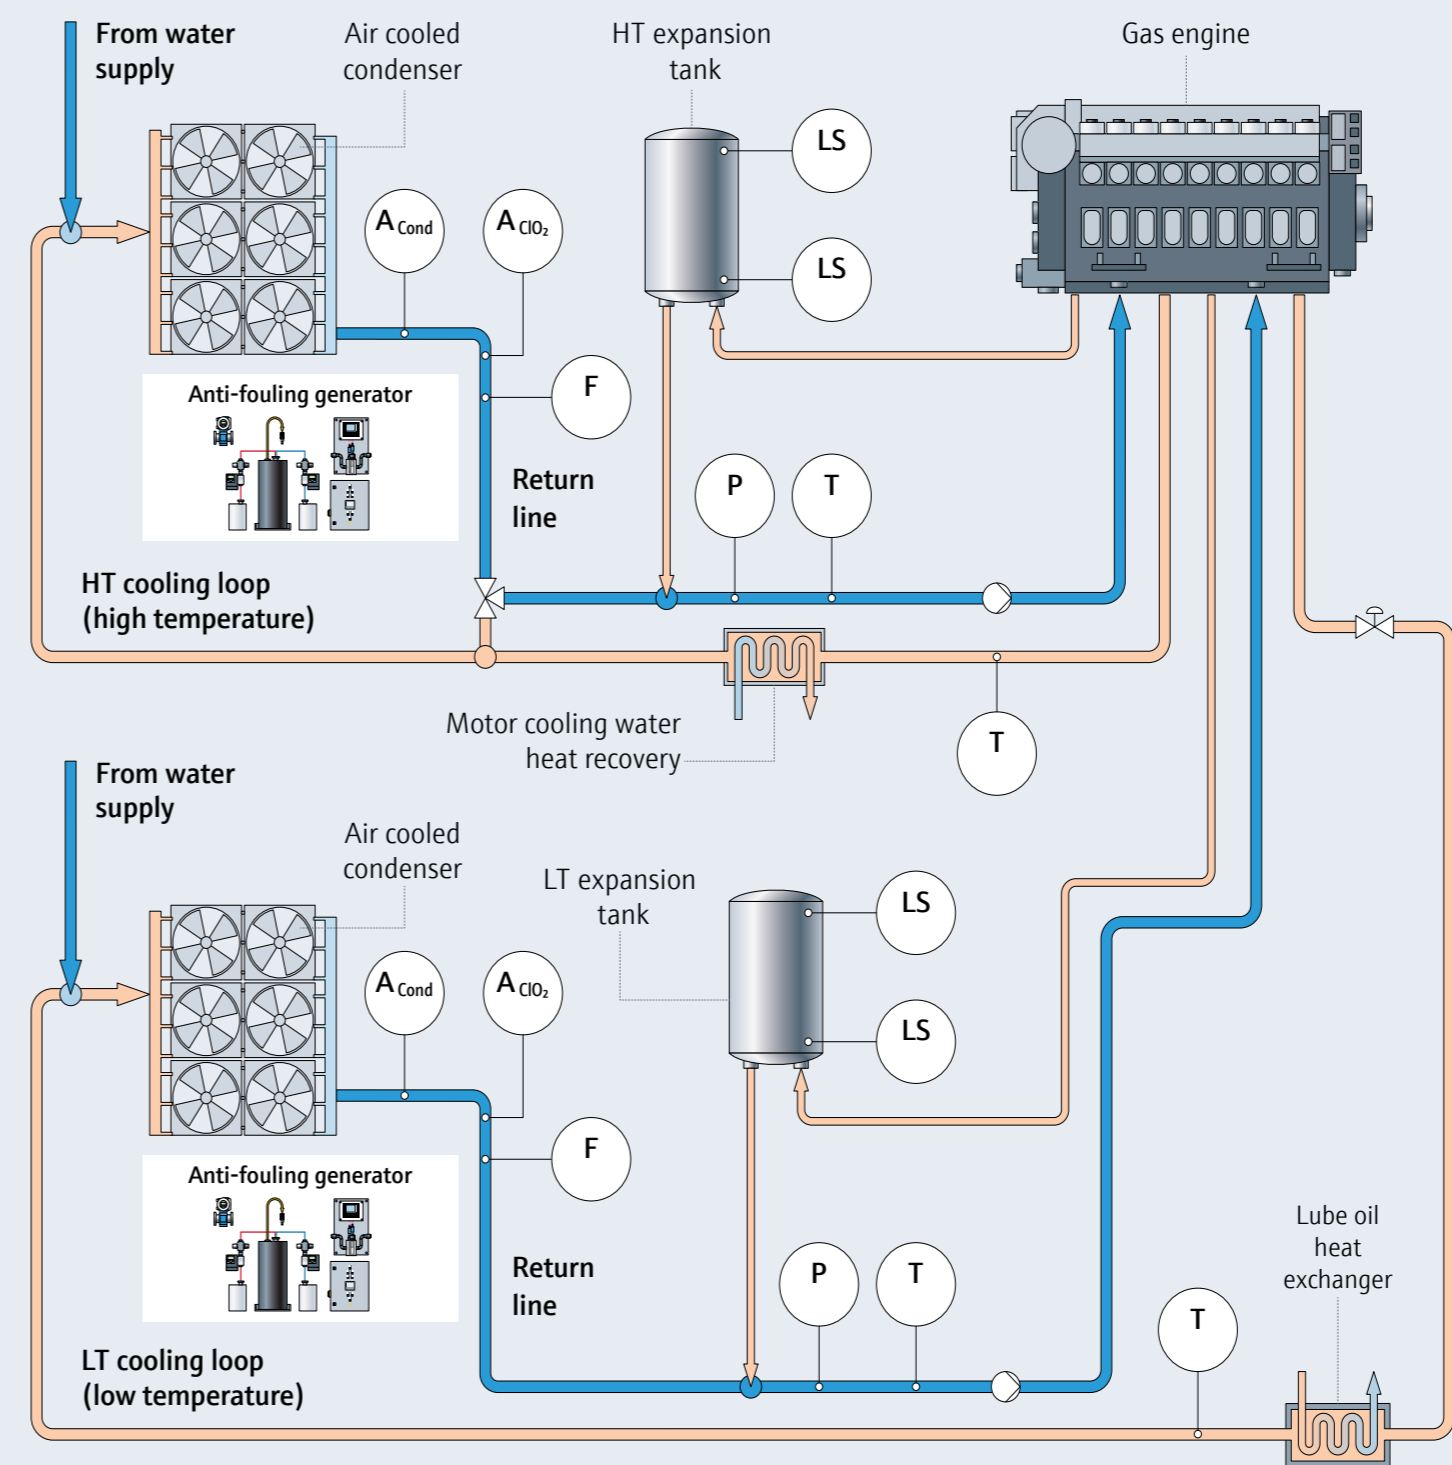 From water
supply
Air cooled
condenser
HT expansion
tank
Gas engine
LS
LS
A Cond
A ClO₂
F
Anti-fouling generator
Return
line
P
T
HT cooling loop
(high temperature)
Motor cooling water
heat recovery
T
From water
supply
Air cooled
condenser
LT expansion
tank
LS
LS
A Cond
A ClO₂
F
Anti-fouling generator
Return
line
P
T
T
Lube oil
heat
exchanger
LT cooling loop
(low temperature)